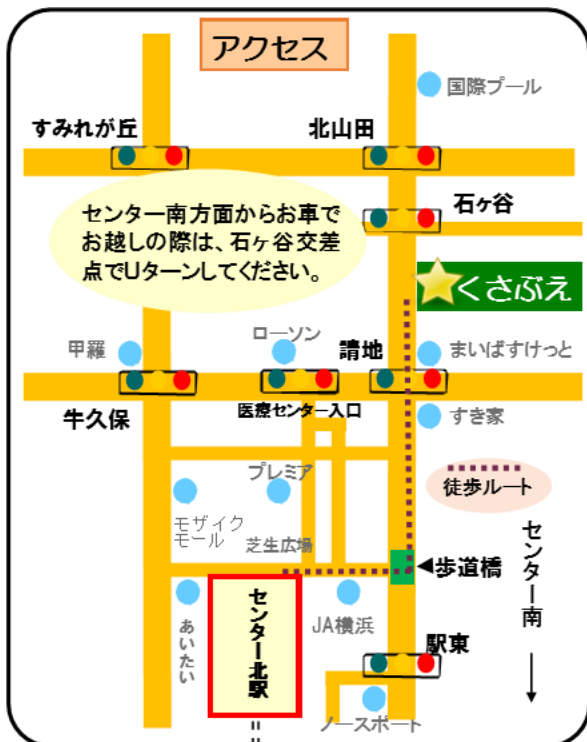 アクセス
国際プール
すみれが丘
北山田
石ヶ谷
センター南方面からお車で
お越しの際は、石ヶ谷交差
点でUターンしてください。
くさぶえ
甲羅
ローソン
請地
まいばすけっと
牛久保
医療センター入口
すき家
プレミア
徒歩ルート
モザイク
モール
芝生広場
センター南
歩道橋
あいたい
センター北駅
JA横浜
駅東
ノースポート